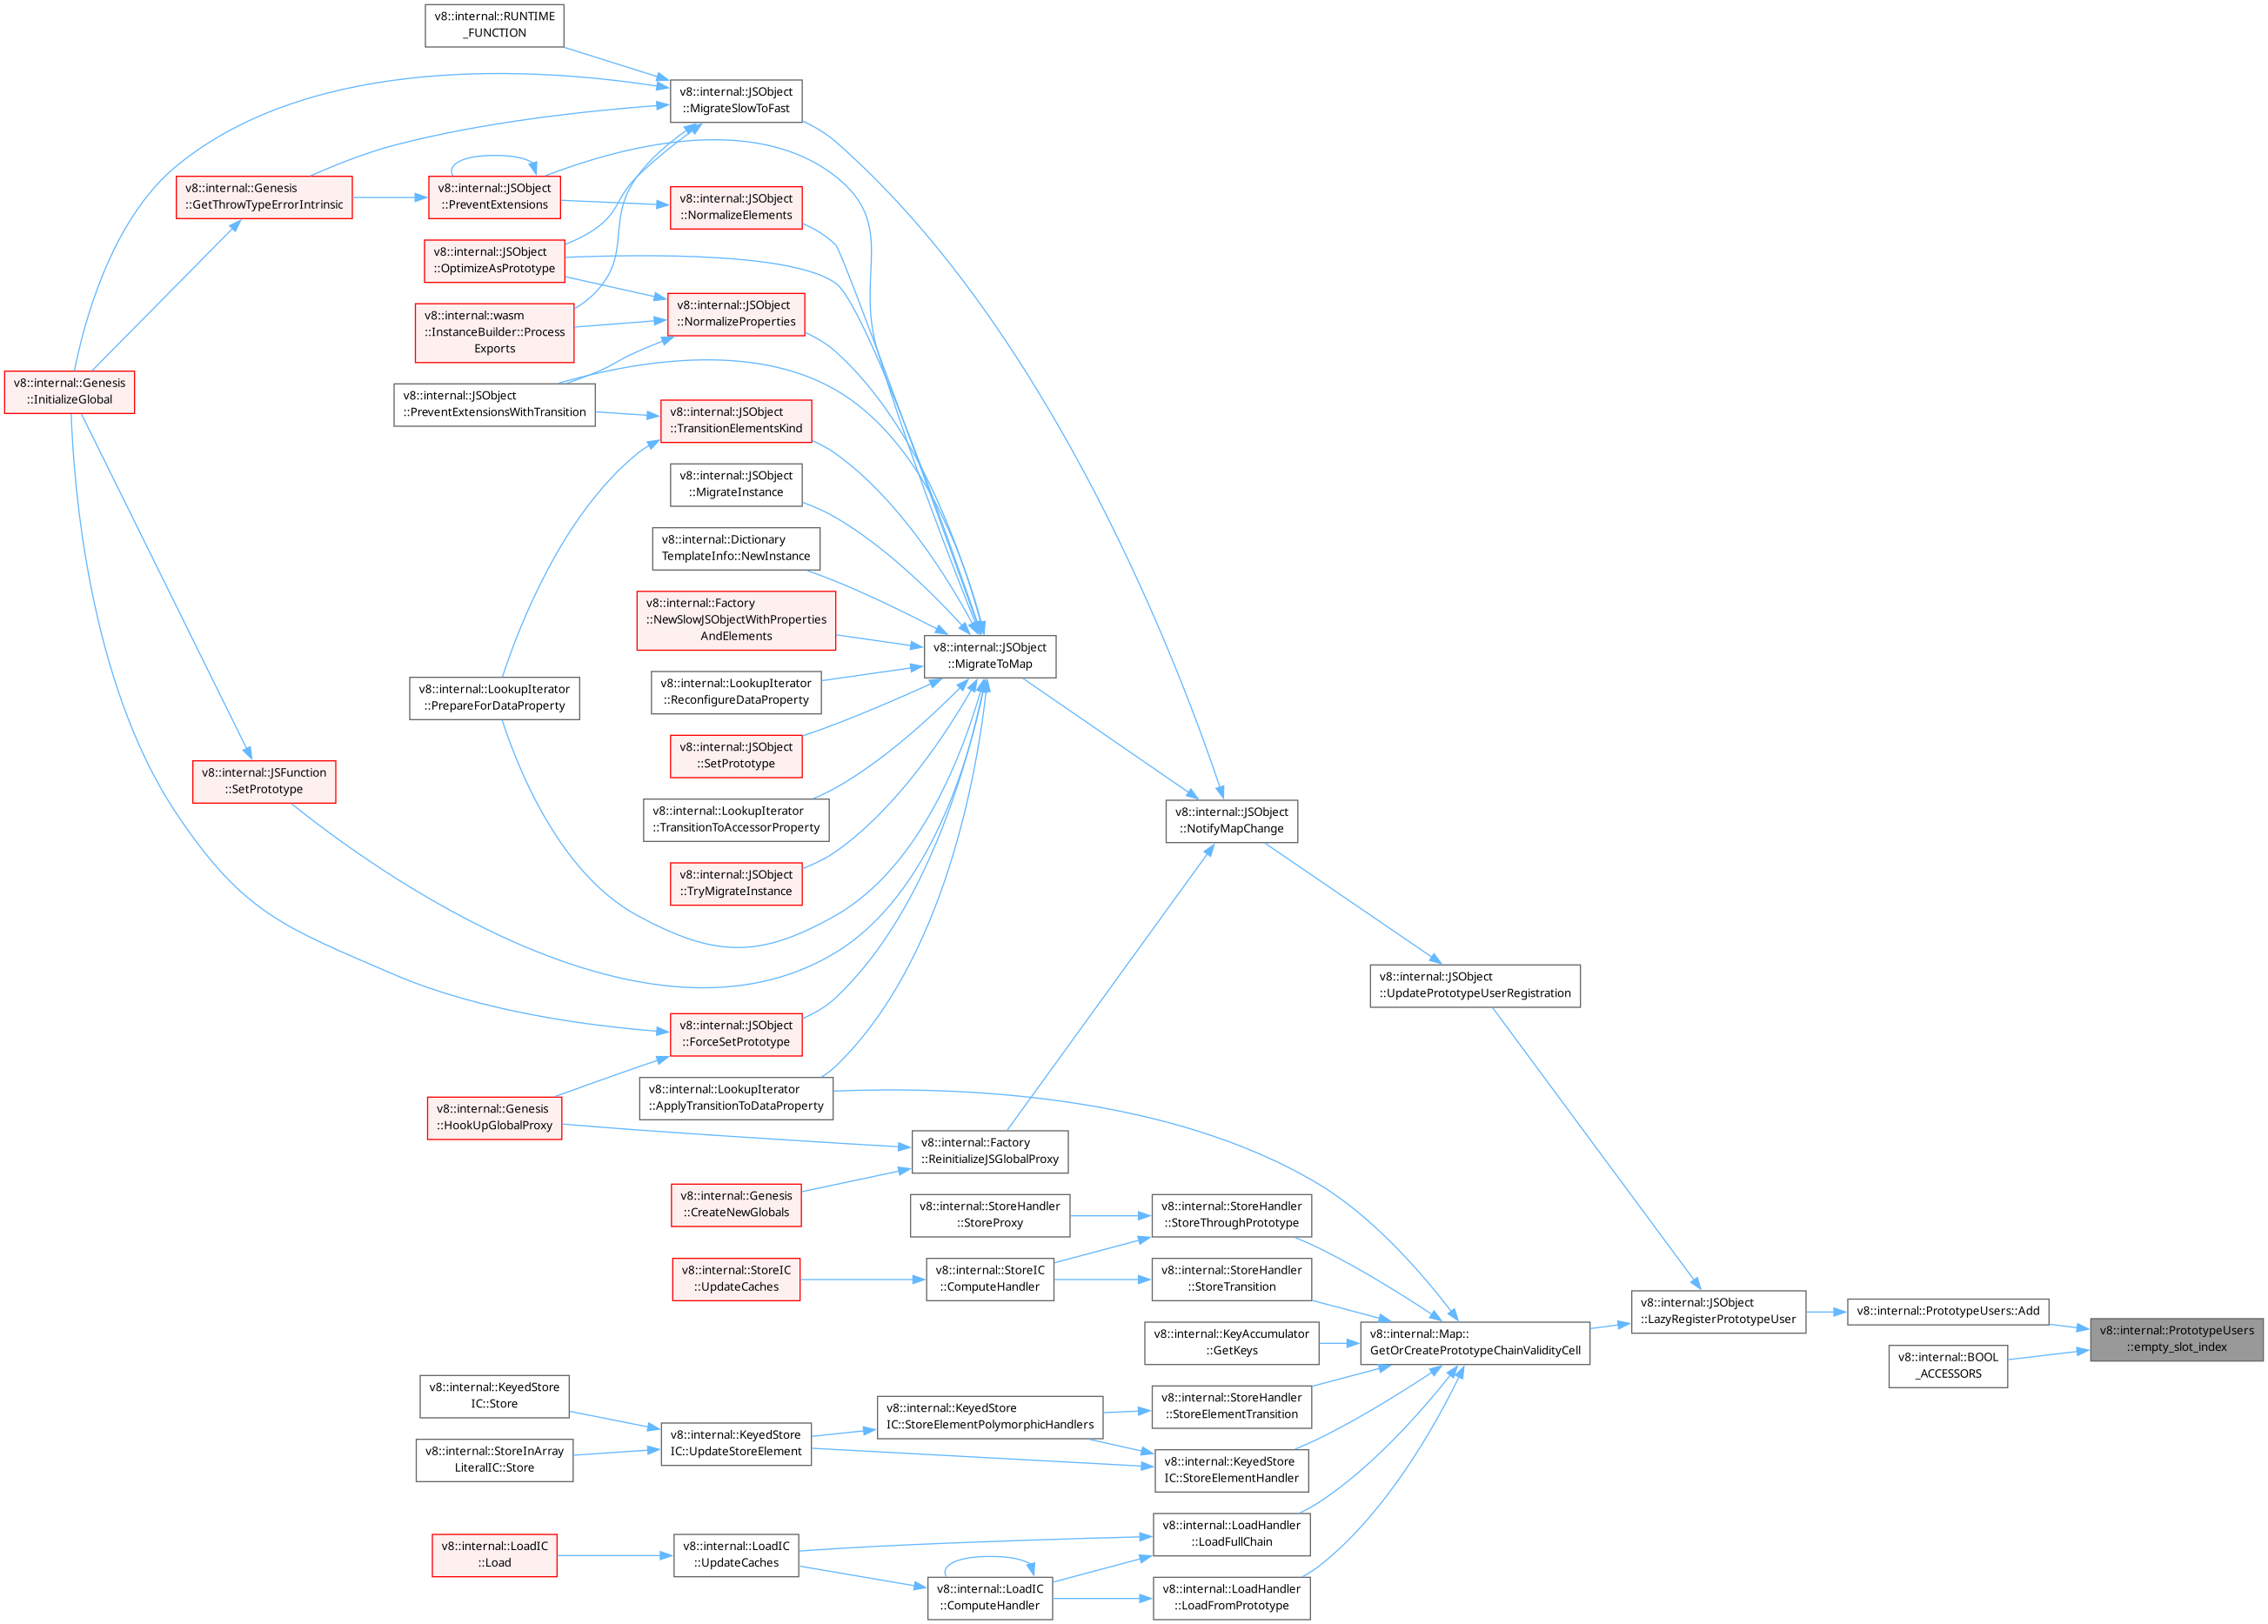 v8::internal::RUNTIME
_FUNCTION
v8::internal::JSObject
::MigrateSlowToFast
v8::internal::Genesis
::GetThrowTypeErrorIntrinsic
v8::internal::JSObject
::PreventExtensions
v8::internal::JSObject
::NormalizeElements
v8::internal::JSObject
::OptimizeAsPrototype
v8::internal::JSObject
::NormalizeProperties
v8::internal::wasm
::InstanceBuilder::Process
Exports
v8::internal::Genesis
::InitializeGlobal
v8::internal::JSObject
::PreventExtensionsWithTransition
v8::internal::JSObject
::TransitionElementsKind
v8::internal::JSObject
::MigrateInstance
v8::internal::Dictionary
TemplateInfo::NewInstance
v8::internal::Factory
::NewSlowJSObjectWithProperties
AndElements
v8::internal::JSObject
::MigrateToMap
v8::internal::LookupIterator
::PrepareForDataProperty
v8::internal::LookupIterator
::ReconfigureDataProperty
v8::internal::JSObject
::SetPrototype
v8::internal::JSFunction
::SetPrototype
v8::internal::LookupIterator
::TransitionToAccessorProperty
v8::internal::JSObject
::NotifyMapChange
v8::internal::JSObject
::TryMigrateInstance
v8::internal::JSObject
::UpdatePrototypeUserRegistration
v8::internal::JSObject
::ForceSetPrototype
v8::internal::LookupIterator
::ApplyTransitionToDataProperty
v8::internal::Genesis
::HookUpGlobalProxy
v8::internal::Factory
::ReinitializeJSGlobalProxy
v8::internal::Genesis
::CreateNewGlobals
v8::internal::StoreHandler
::StoreProxy
v8::internal::StoreHandler
::StoreThroughPrototype
v8::internal::StoreIC
::UpdateCaches
v8::internal::StoreIC
::ComputeHandler
v8::internal::StoreHandler
::StoreTransition
v8::internal::JSObject
::LazyRegisterPrototypeUser
v8::internal::PrototypeUsers::Add
v8::internal::PrototypeUsers
::empty_slot_index
v8::internal::KeyAccumulator
::GetKeys
v8::internal::Map::
GetOrCreatePrototypeChainValidityCell
v8::internal::BOOL
_ACCESSORS
v8::internal::KeyedStore
IC::Store
v8::internal::KeyedStore
IC::StoreElementPolymorphicHandlers
v8::internal::StoreHandler
::StoreElementTransition
v8::internal::StoreInArray
LiteralIC::Store
v8::internal::KeyedStore
IC::UpdateStoreElement
v8::internal::KeyedStore
IC::StoreElementHandler
v8::internal::LoadIC
::Load
v8::internal::LoadIC
::UpdateCaches
v8::internal::LoadHandler
::LoadFullChain
v8::internal::LoadIC
::ComputeHandler
v8::internal::LoadHandler
::LoadFromPrototype